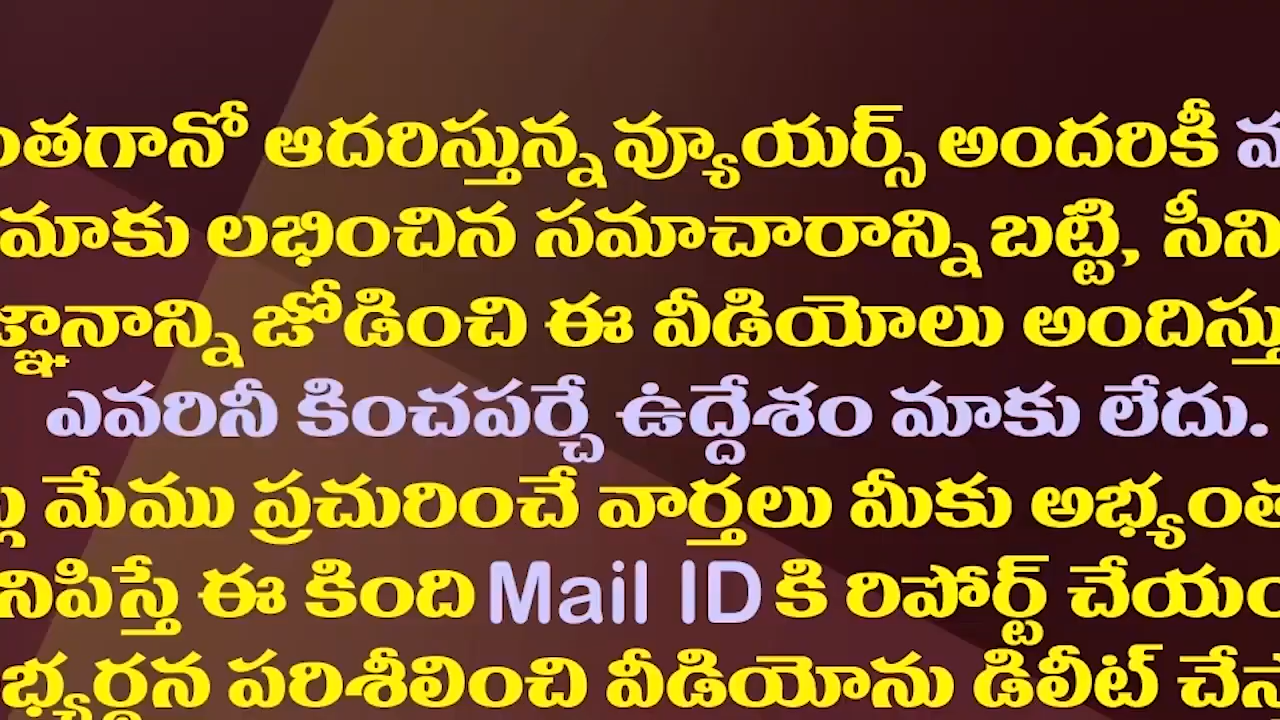 ంతగానో ఆదరిస్తున్న వ్యూయర్స్ అందరికీ
మాకు లభించిన సమాచారాన్ని బట్టి, సీని
జ్ఞానాన్ని జోడించి ఈ వీడియోలు అందిస్తు
ఎవరినీ కించపర్చే ఉద్దేశం మాకు లేదు.
మేము ప్రచురించే వార్తలు మీకు అభ్యంత
నిపిస్తే ఈ కింది Mail ID కి రిపోర్ట్ చేయం
భ్యర్థన పరిశీలించి వీడియోను డిలీట్ చేస